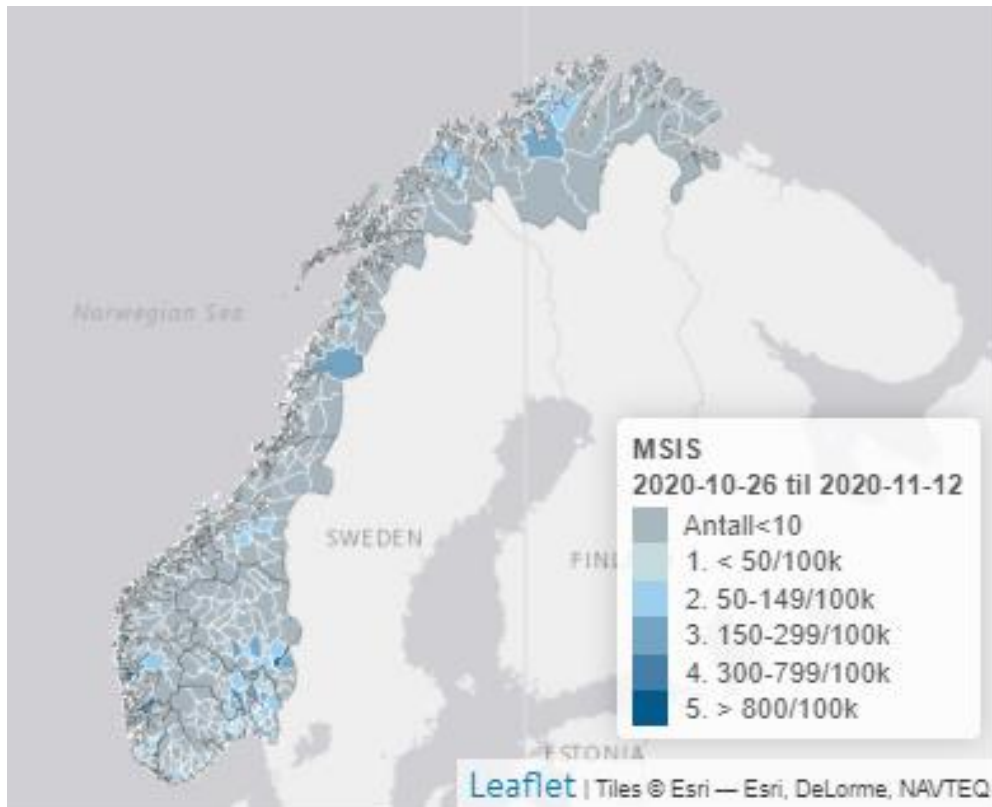 Norwegian Sea
MSIS
2020-10-26 til 2020-11-12
Antall<10
1. < 50/100k
SWEDEN
FINL
2. 50-149/100k
3. 150-299/100k
4. 300-799/100k
5. > 800/100k
ESTONIA
Leaflet | Tiles © Esri — Esri, DeLorme, NAVTEQ